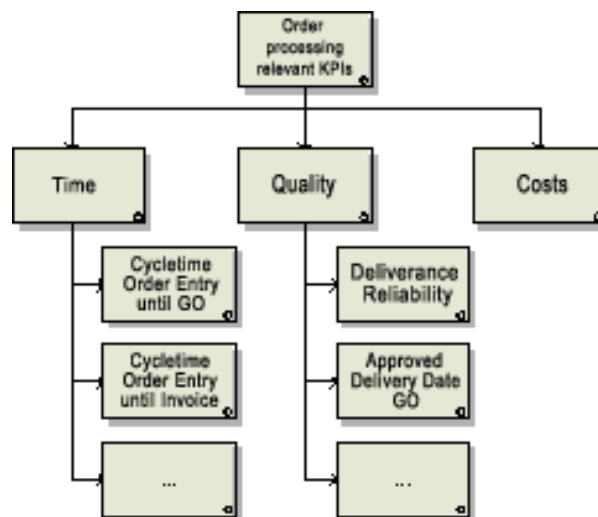 Order
processing
relevant KPIs
Time
Quality
Costs
Cycletime
Order Entry
until GO
Deliverance
Reliability
Cycletime
Order Entry
until Invoice
Approved
Delivery Date
GO
...
...